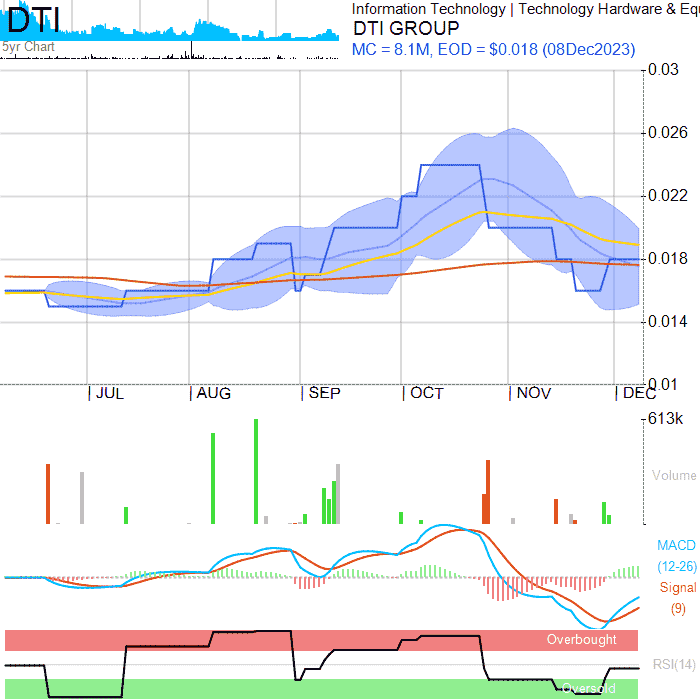 DTI
Information Technology | Technology Hardware & Equ
DTI GROUP
5yr Chart
MC = 8.1M, EOD = $0.018 (08Dec2023)
0.03
0.026
0.022
0.018
0.014
0.01
JUL AUG SEP OCT NOV DEC
613k
Volume
MACD
(12-26)
Signal
(9)
Overbought
RSI(14)
Oversold